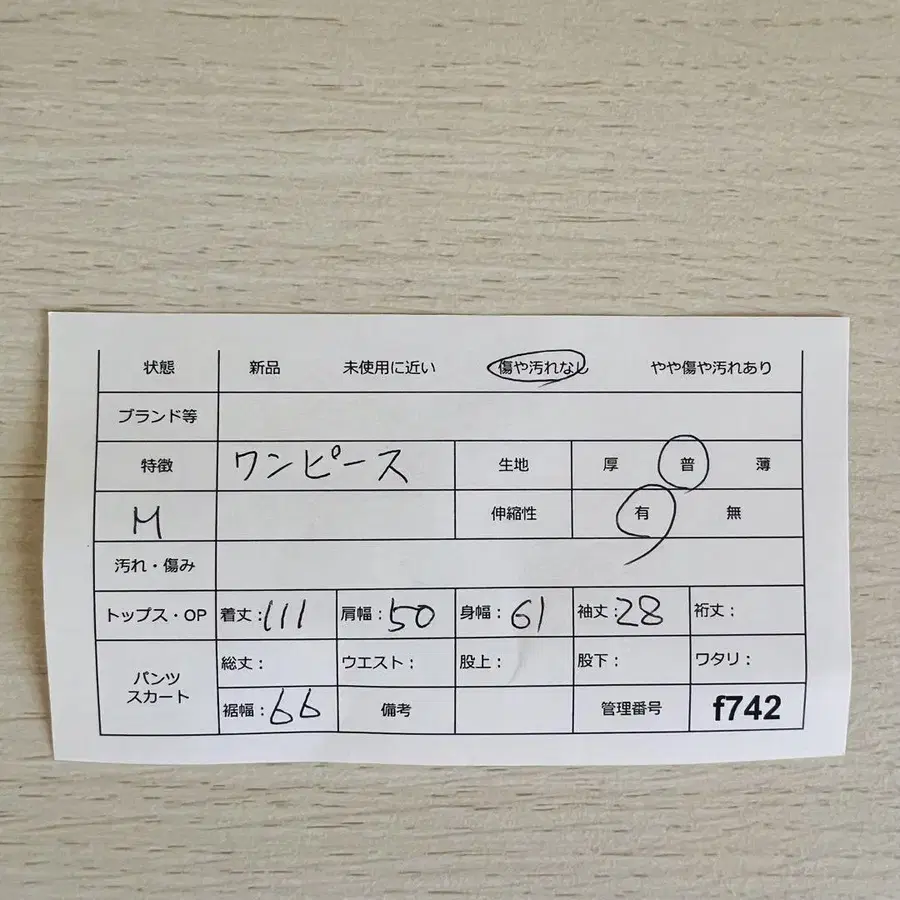 状態 新品 未使用に近い 傷や汚れなし やや傷や汚れあり
ブランド等
特徴 ワンピース 生地 厚 普 薄
M 伸縮性 有 無
汚れ・傷み
トップス・OP 着丈:111 肩幅:50 身幅:61 袖丈:28 裄丈:
パンツ スカート 総丈: ウエスト: 股上: 股下: ワタリ:
裾幅:66 備考 管理番号 f742